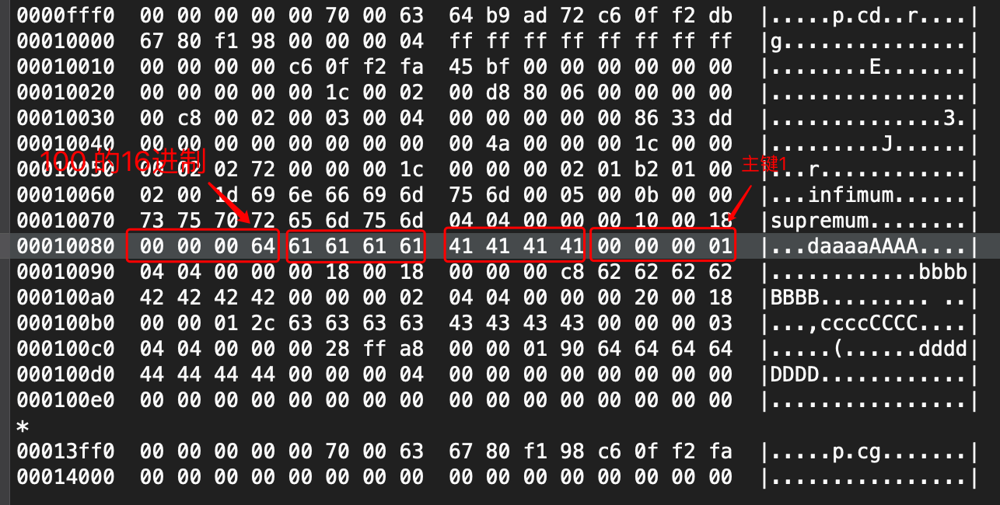 0000fff0 00 00 00 00 00 70 00 63 64 b9 ad 72 c6 0f f2 db |.....p.cd..r....|
00010000 67 80 f1 98 00 00 00 04 ff ff ff ff ff ff ff ff |g...............|
00010010 00 00 00 00 c6 0f f2 fa 45 bf 00 00 00 00 00 00 |........E.......|
00010020 00 00 00 00 00 1c 00 02 00 d8 80 06 00 00 00 00 |................|
00010030 00 c8 00 02 00 03 00 04 00 00 00 00 00 86 33 dd |..............3.|
00010040 00 00 00 00 00 00 00 00 00 4a 00 00 00 1c 00 00 |.........J......|
100 的16进制
主键1
00010050 00 02 02 72 00 00 00 1c 00 00 00 02 01 b2 01 00 |...r............|
00010060 02 00 1d 69 6e 66 69 6d 75 6d 00 05 00 0b 00 00 |...infimum......|
00010070 73 75 70 72 65 6d 75 6d 04 04 00 00 00 10 00 18 |supremum........|
00010080 00 00 00 64 61 61 61 61 41 41 41 41 00 00 00 01 |...daaaaAAAA....|
00010090 04 04 00 00 00 18 00 18 00 00 00 c8 62 62 62 62 |............bbbb|
000100a0 42 42 42 42 00 00 00 02 04 04 00 00 00 20 00 18 |BBBB......... ..|
000100b0 00 00 01 2c 63 63 63 63 43 43 43 43 00 00 00 03 |...,ccccCCCC....|
000100c0 04 04 00 00 00 28 ff a8 00 00 01 90 64 64 64 64 |.....(......dddd|
000100d0 44 44 44 44 00 00 00 04 00 00 00 00 00 00 00 00 |DDDD............|
000100e0 00 00 00 00 00 00 00 00 00 00 00 00 00 00 00 00 |................|
*
00013ff0 00 00 00 00 00 70 00 63 67 80 f1 98 c6 0f f2 fa |.....p.cg.......|
00014000 00 00 00 00 00 00 00 00 00 00 00 00 00 00 00 00 |................|